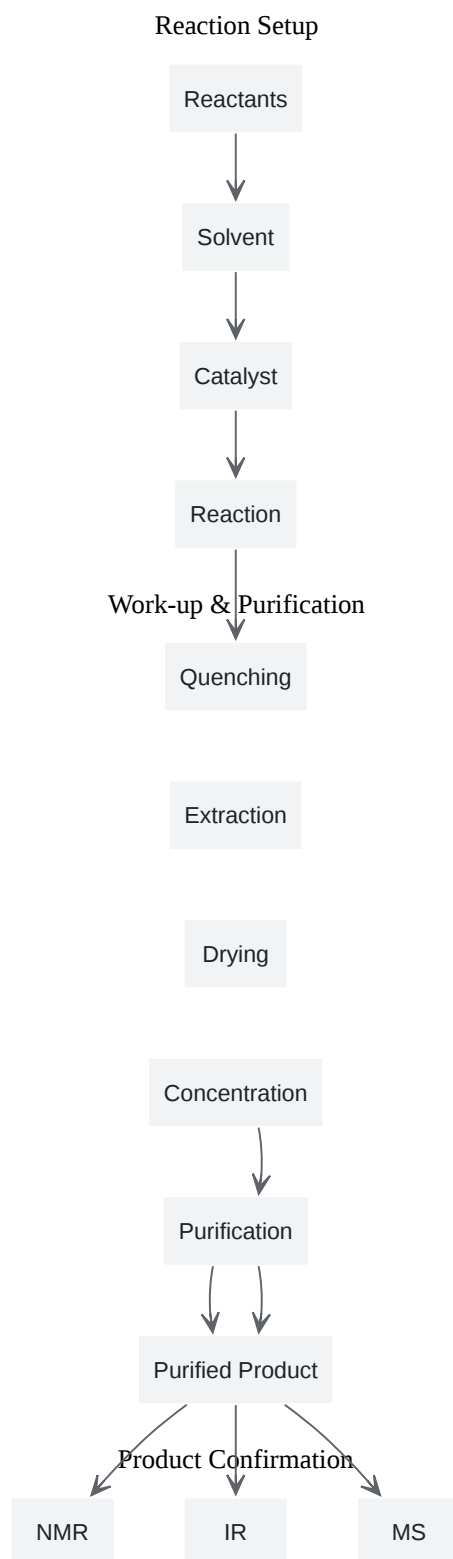 Reaction Setup
Reactants
Solvent
Catalyst
Reaction
Work-up & Purification
Quenching
Extraction
Drying
Concentration
Purification
Purified Product
Product Confirmation
NMR
IR
MS